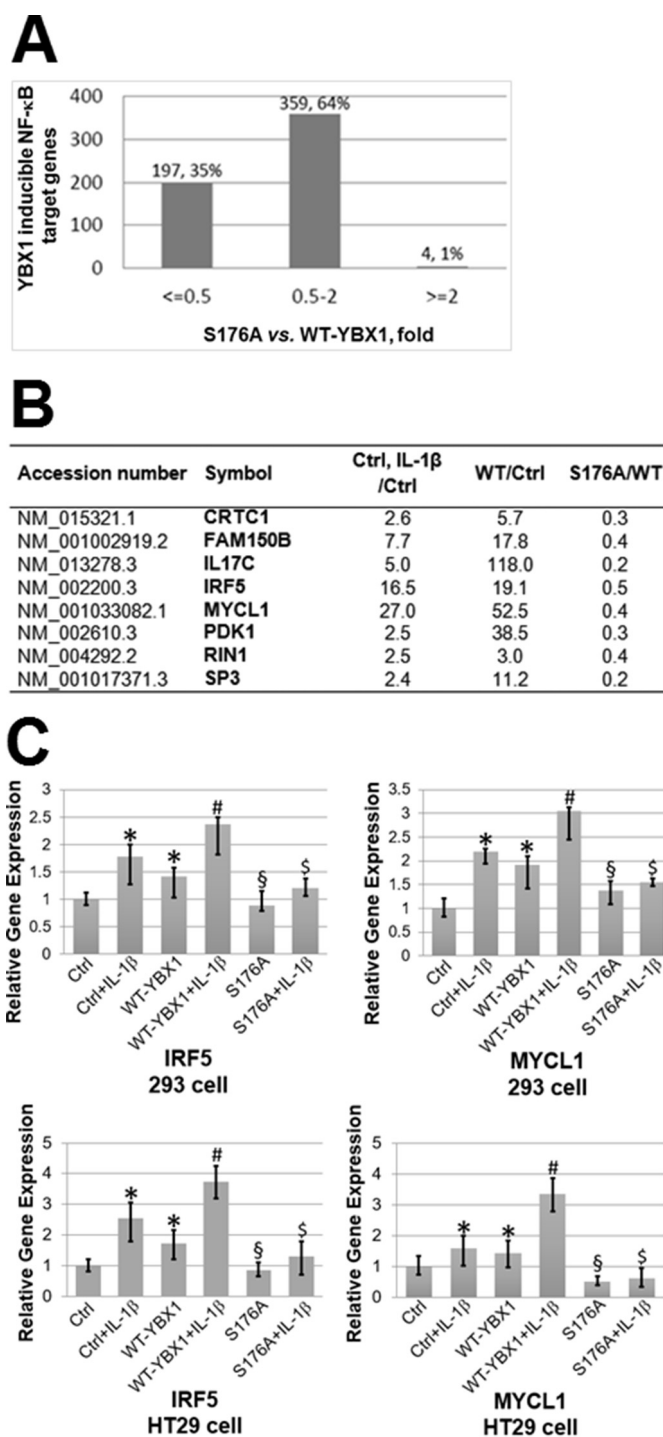 A
YBX1 inducible NF-κB
target genes
400
300
200
100
0
197, 35%
359, 64%
4, 1%
<=0.5
0.5-2
>=2
S176A vs. WT-YBX1, fold
B
Accession number Symbol Ctrl, IL-1β /Ctrl WT/Ctrl S176A/WT
NM_015321.1 CRTC1 2.6 5.7 0.3
NM_001002919.2 FAM150B 7.7 17.8 0.4
NM_013278.3 IL17C 5.0 118.0 0.2
NM_002200.3 IRF5 16.5 19.1 0.5
NM_001033082.1 MYCL1 27.0 52.5 0.4
NM_002610.3 PDK1 2.5 38.5 0.3
NM_004292.2 RIN1 2.5 3.0 0.4
NM_001017371.3 SP3 2.4 11.2 0.2
C
Relative Gene Expression
3
2.5
2
1.5
1
0.5
0
* * # § $
Ctrl
Ctrl+IL-1β
WT-YBX1
WT-YBX1+IL-1β
S176A
S176A+IL-1β
IRF5
293 cell
Relative Gene Expression
3.5
3
2.5
2
1.5
1
0.5
0
* * # § $
Ctrl
Ctrl+IL-1β
WT-YBX1
WT-YBX1+IL-1β
S176A
S176A+IL-1β
MYCL1
293 cell
Relative Gene Expression
5
4
3
2
1
0
* * # § $
Ctrl
Ctrl+IL-1β
WT-YBX1
WT-YBX1+IL-1β
S176A
S176A+IL-1β
IRF5
HT29 cell
Relative Gene Expression
5
4
3
2
1
0
* * # § $
Ctrl
Ctrl+IL-1β
WT-YBX1
WT-YBX1+IL-1β
S176A
S176A+IL-1β
MYCL1
HT29 cell